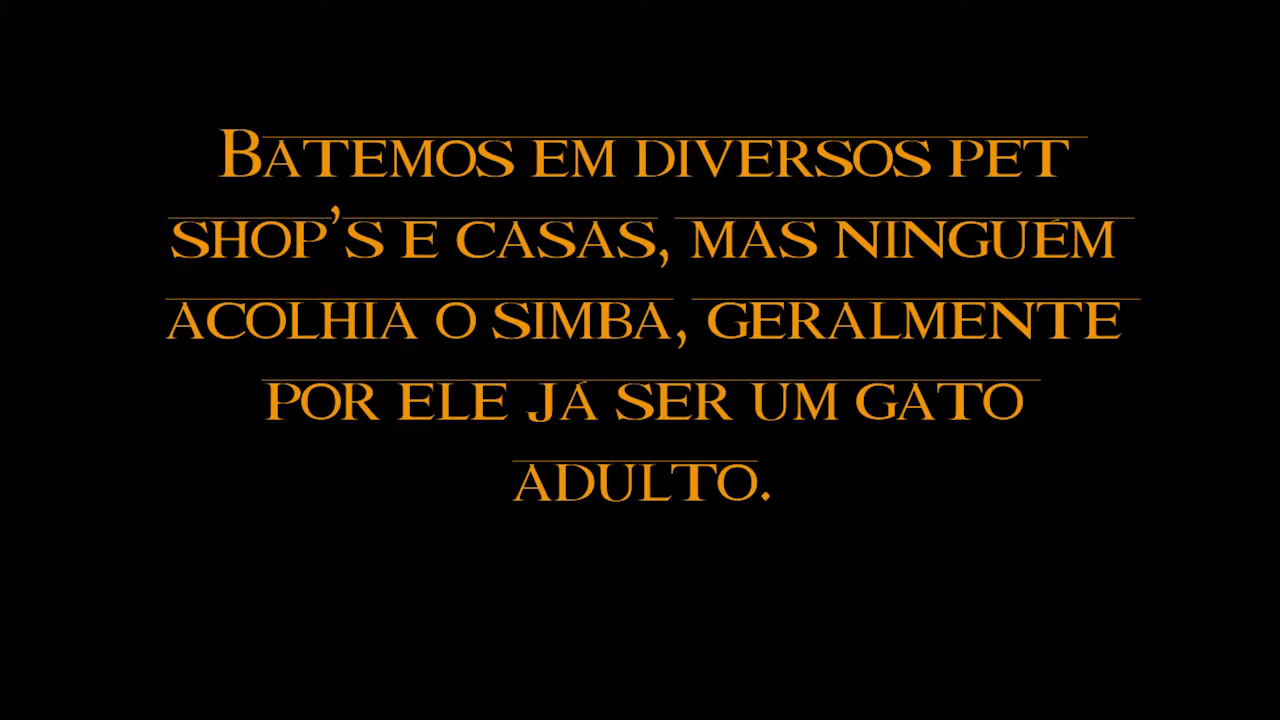 Batemos em diversos pet
shop's e casas, mas ninguém
acolhia o simba, geralmente
por ele já ser um gato
adulto.